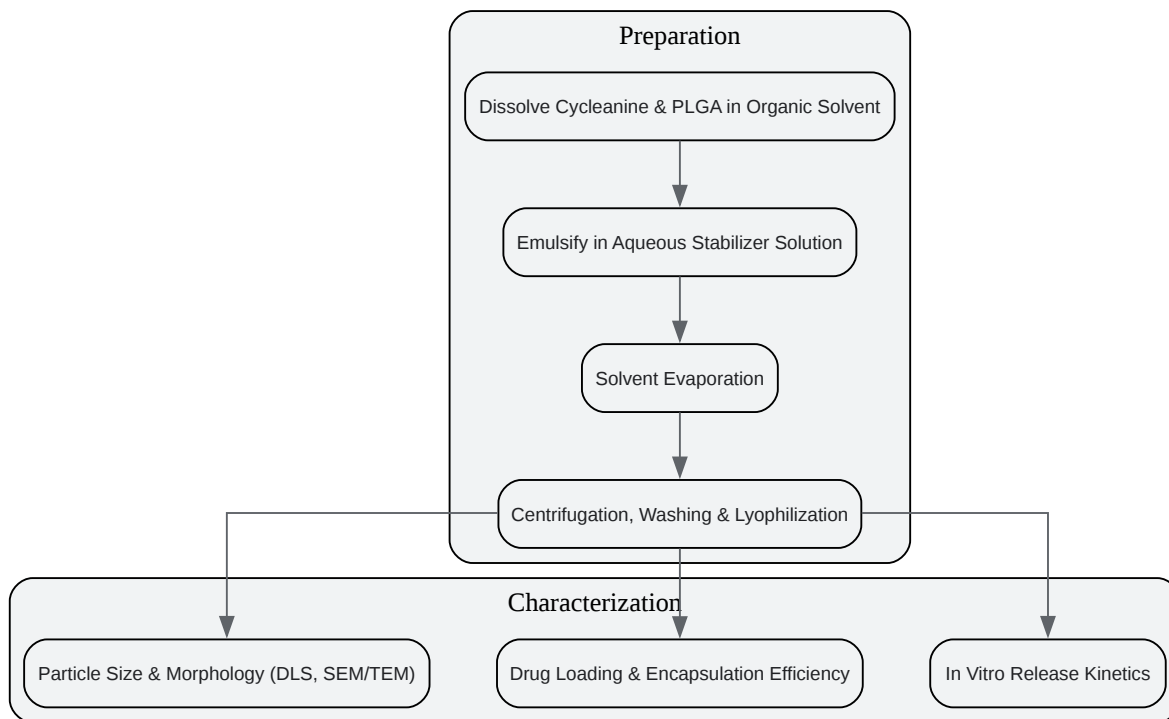 Preparation
Dissolve Cycleanine & PLGA in Organic Solvent
Emulsify in Aqueous Stabilizer Solution
Solvent Evaporation
Centrifugation, Washing & Lyophilization
Characterization
Particle Size & Morphology (DLS, SEM/TEM)
Drug Loading & Encapsulation Efficiency
In Vitro Release Kinetics